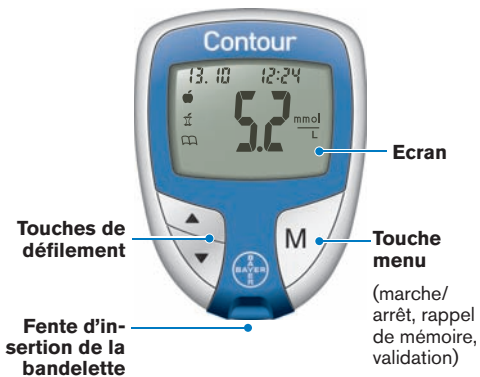 Contour
13. 10 12:24
5.2 mmol
L
Ecran
Touches de
défilement
M
Touche
menu
(marche/
arrêt, rappel
de mémoire,
validation)
BAYER
BAYER
Fente d’in-
sertion de la
bandelette